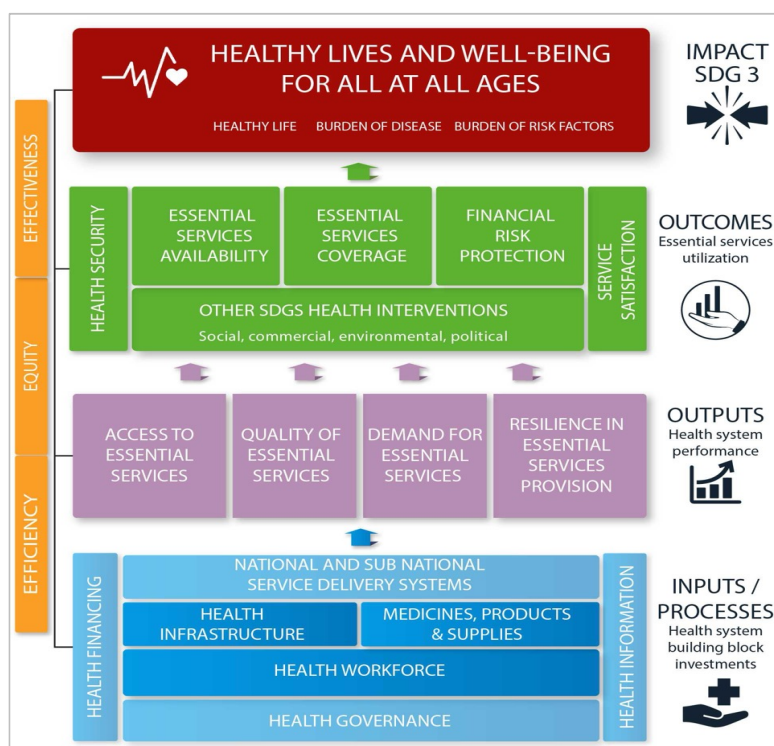 HEALTHY LIVES AND WELL-BEING
FOR ALL AT ALL AGES
HEALTHY LIFE
BURDEN OF DISEASE
BURDEN OF RISK FACTORS
IMPACT
SDG 3
EFFECTIVENESS
EQUITY
EFFICIENCY
HEALTH SECURITY
ESSENTIAL
SERVICES
AVAILABILITY
ESSENTIAL
SERVICES
COVERAGE
FINANCIAL
RISK
PROTECTION
SERVICE
SATISFACTION
OTHER SDGS HEALTH INTERVENTIONS
Social, commercial, environmental, political
OUTCOMES
Essential services
utilization
ACCESS TO
ESSENTIAL
SERVICES
QUALITY OF
ESSENTIAL
SERVICES
DEMAND FOR
ESSENTIAL
SERVICES
RESILIENCE IN
ESSENTIAL
SERVICES
PROVISION
OUTPUTS
Health system
performance
HEALTH FINANCING
NATIONAL AND SUB NATIONAL
SERVICE DELIVERY SYSTEMS
HEALTH
INFRASTRUCTURE
MEDICINES, PRODUCTS
& SUPPLIES
HEALTH WORKFORCE
HEALTH GOVERNANCE
HEALTH INFORMATION
INPUTS /
PROCESSES
Health system
building block
investments